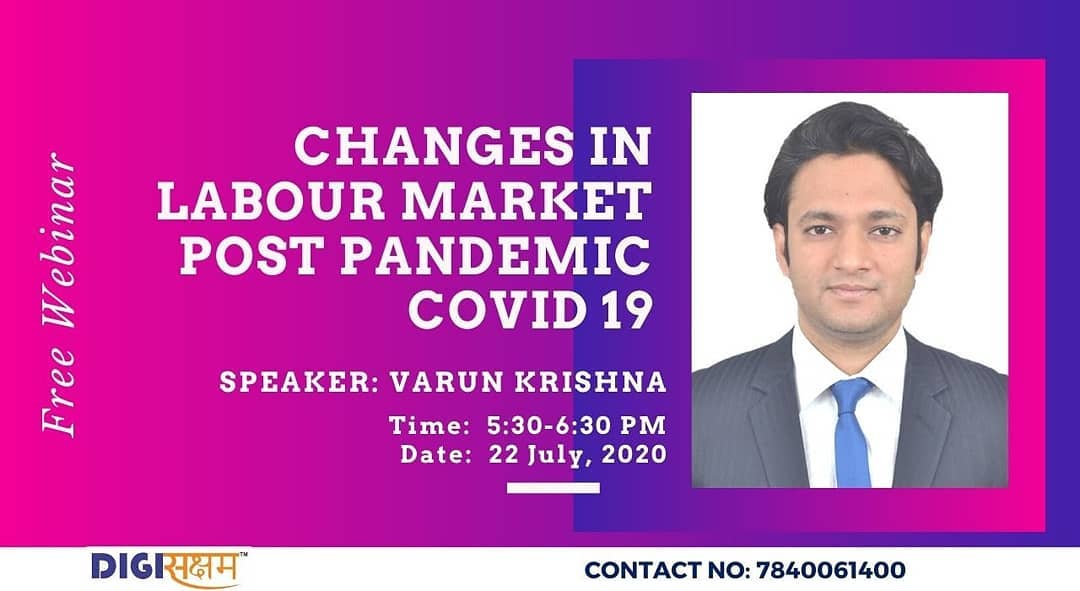 Free Webinar
CHANGES IN
LABOUR MARKET
POST PANDEMIC
COVID 19
SPEAKER: VARUN KRISHNA
Time: 5:30-6:30 PM
Date: 22 July, 2020
DIGIसक्षम™
CONTACT NO: 7840061400